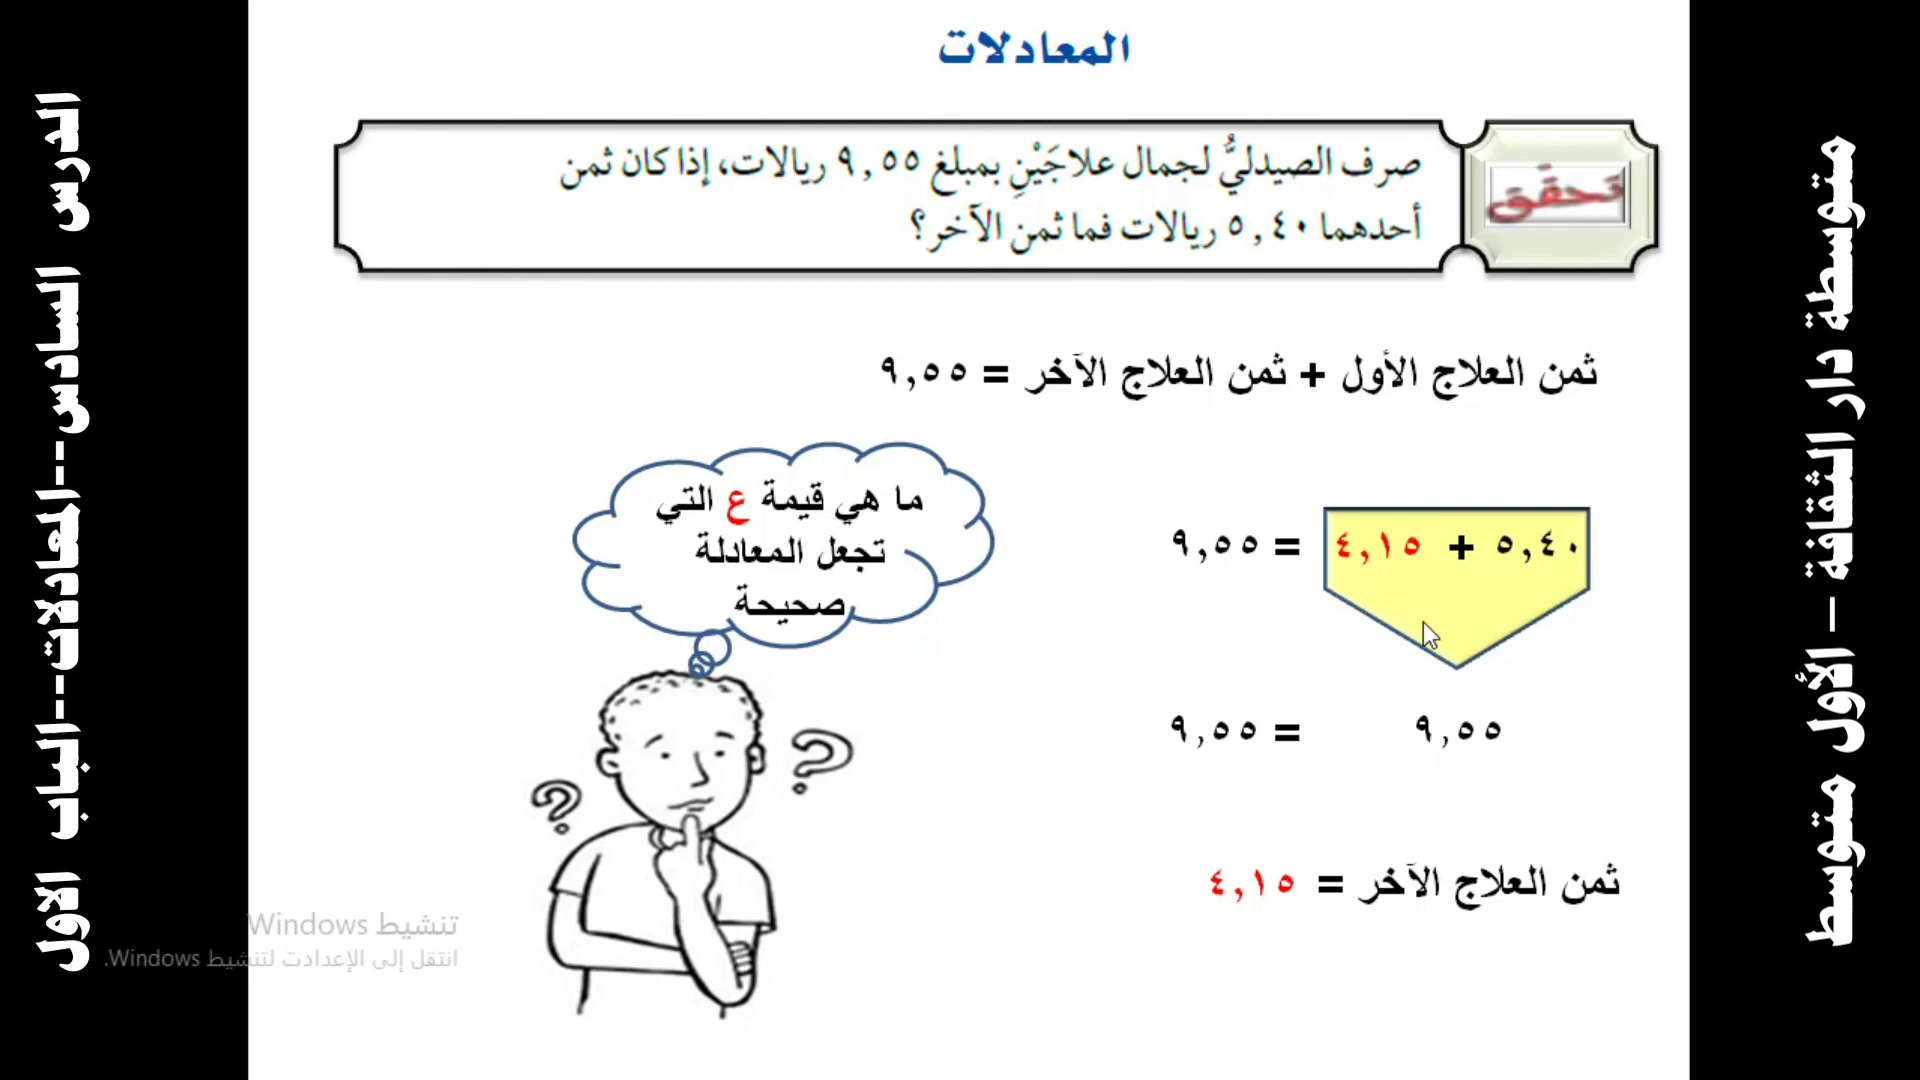 المعادلات
تحقق
صرف الصيدليُّ لجمال علاجَيْنِ بمبلغ ٩,٥٥ ريالات، إذا كان ثمن
أحدهما ٥,٤٠ ريالات فما ثمن الآخر؟
ثمن العلاج الأول + ثمن العلاج الآخر = ٩,٥٥
٥,٤٠ + ٤,١٥ = ٩,٥٥
ما هي قيمة ع التي
تجعل المعادلة
صحيحة
٩,٥٥ = ٩,٥٥
ثمن العلاج الآخر = ٤,١٥
متوسطة دار الثقافة – الأول متوسط
الدرس السادس--المعادلات--الباب الاول
تنشيط Windows
انتقل إلى الإعدادت لتنشيط Windows.